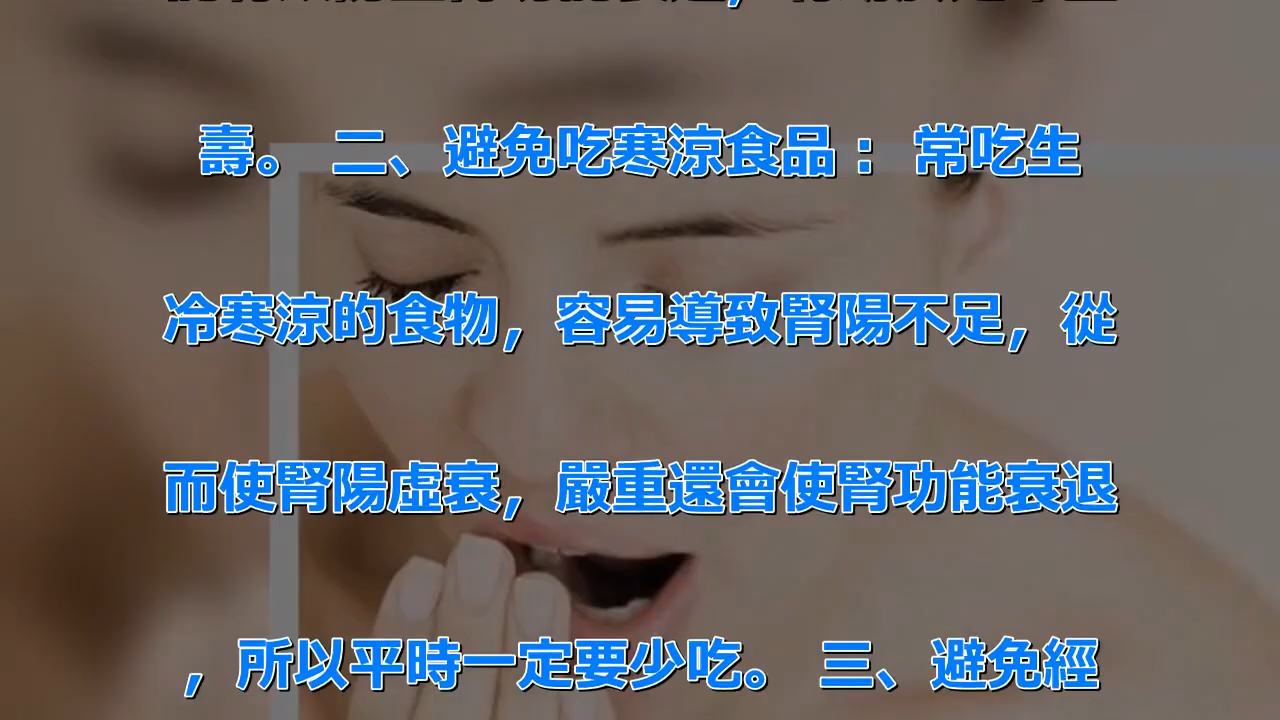 壽。 二、避免吃寒涼食品： 常吃生
冷寒涼的食物，容易導致腎陽不足，從
而使腎陽虛衰，嚴重還會使腎功能衰退
，所以平時一定要少吃。 三、避免經